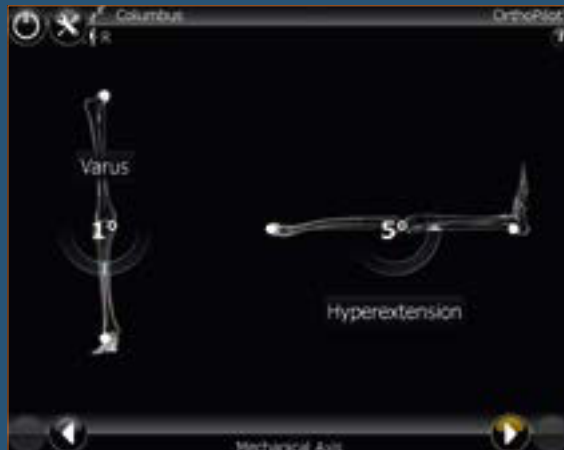 Columbus
OrthoPilot
R
Varus
1°
5°
Hyperextension
Mechanical Axis